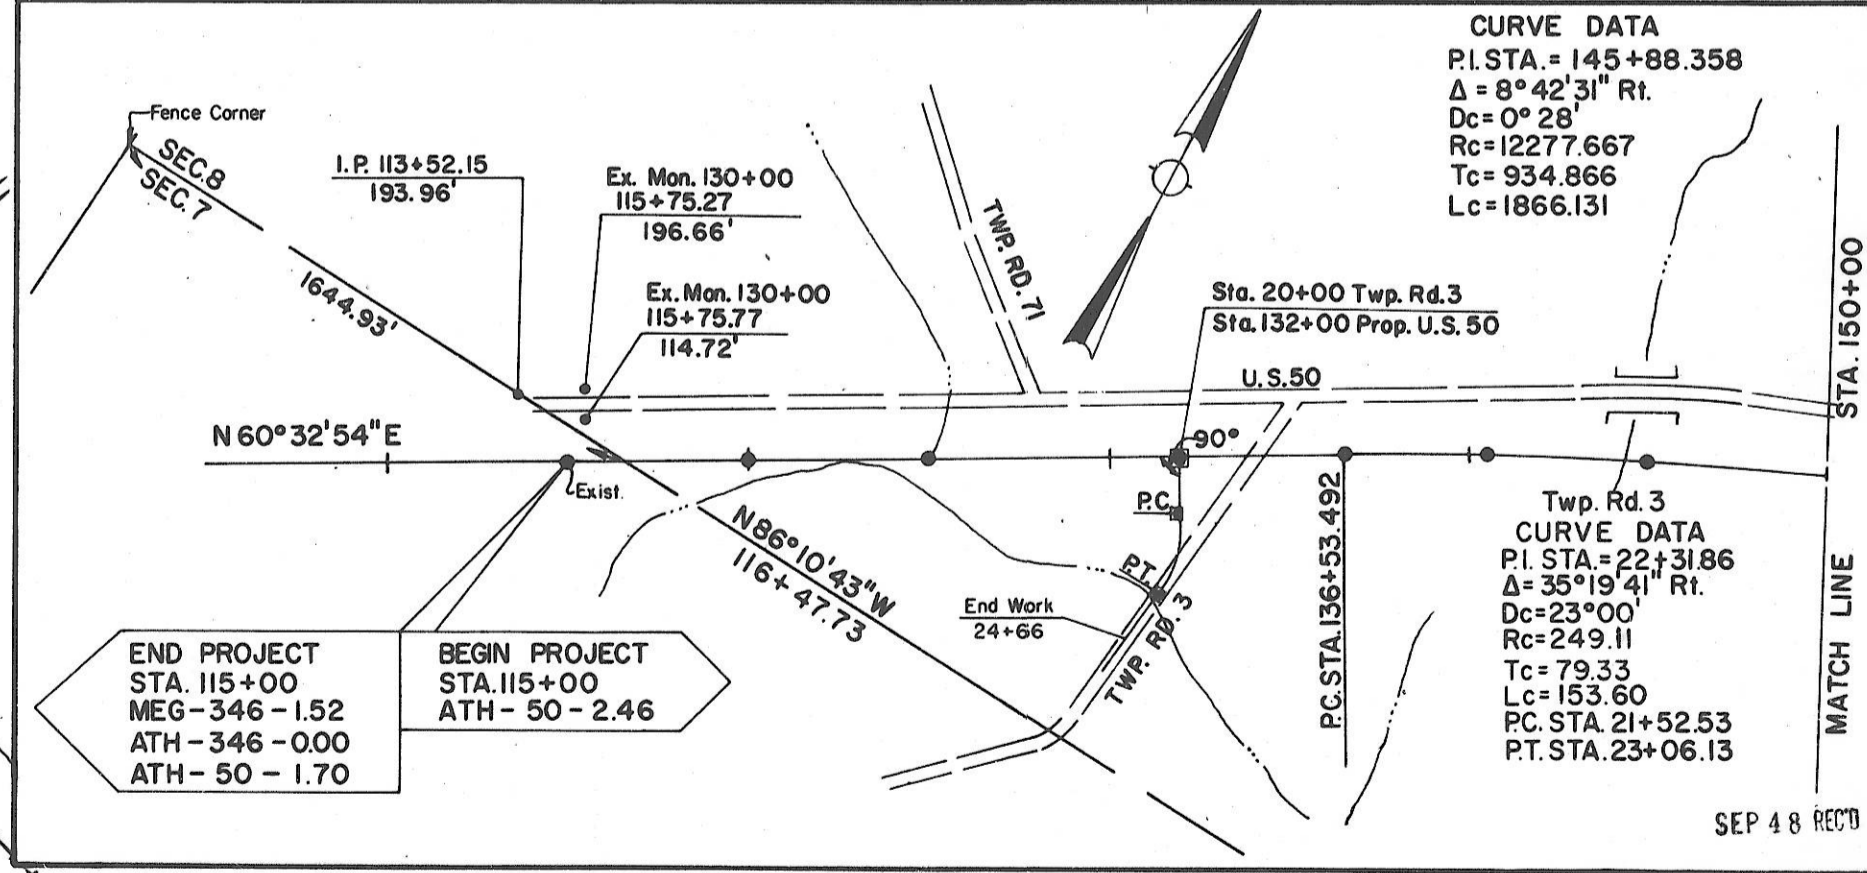 CURVE DATA
P.I. STA. = 145+88.358
Δ = 8°42'31" Rt.
Dc= 0° 28'
Rc=12277.667
Tc= 934.866
Lc=1866.131
Fence Corner
SEC.8
SEC.7
I.P. 113+52.15
193.96'
Ex. Mon. 130+00
115+75.27
196.66'
Ex. Mon. 130+00
115+75.77
114.72'
1644.93'
TWP. RD. 71
Sta. 20+00 Twp. Rd.3
Sta. 132+00 Prop. U.S. 50
U.S.50
STA. 150+00
N 60°32'54" E
90°
Exist.
P.C.
P.T.
N86°10'43"W
116+47.73
End Work
24+66
TWP. RD. 3
P.C. STA. 136+53.492
Twp. Rd. 3
CURVE DATA
P.I. STA.=22+31.86
Δ=35°19'41" Rt.
Dc=23°00'
Rc=249.11
Tc= 79.33
Lc=153.60
P.C. STA. 21+52.53
P.T. STA. 23+06.13
MATCH LINE
END PROJECT
STA. 115+00
MEG-346-1.52
ATH-346-0.00
ATH-50-1.70
BEGIN PROJECT
STA.115+00
ATH-50-2.46
SEP 48 REC'D